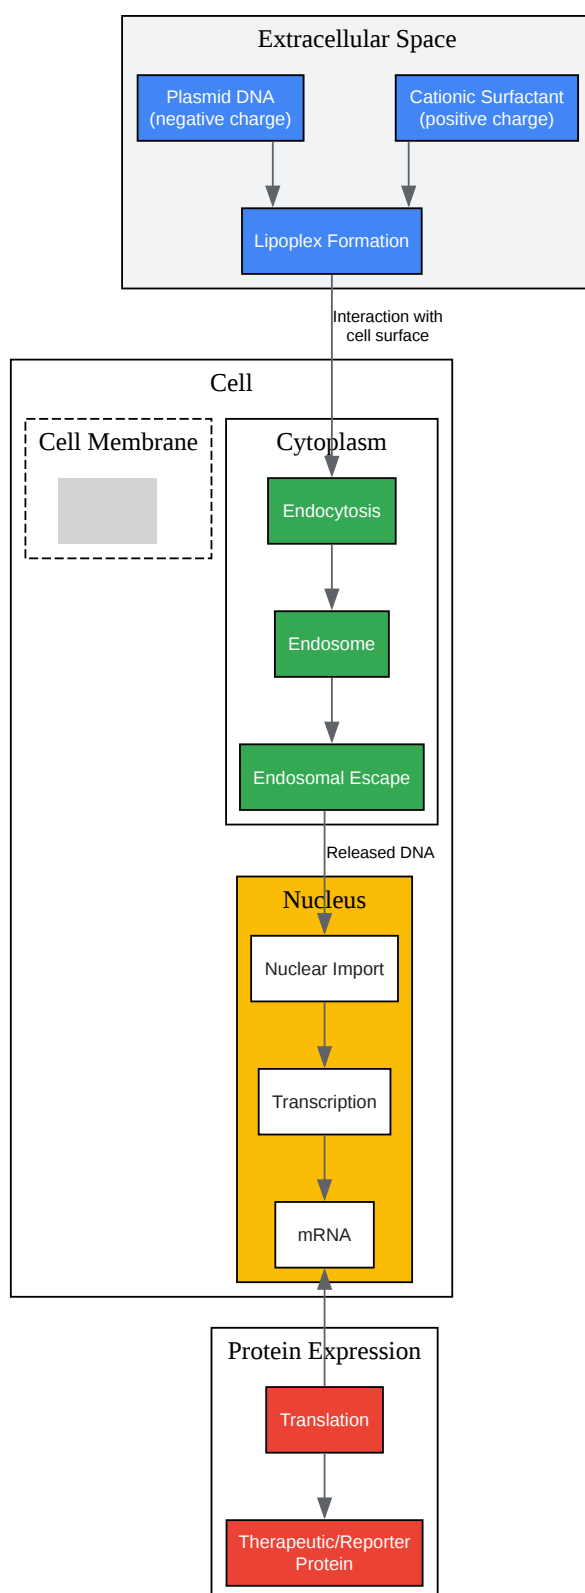 Extracellular Space
Plasmid DNA
(negative charge)
Cationic Surfactant
(positive charge)
Lipoplex Formation
Interaction with
cell surface
Cell
Cell Membrane
Cytoplasm
Endocytosis
Endosome
Endosomal Escape
Released DNA
Nucleus
Nuclear Import
Transcription
mRNA
Protein Expression
Translation
Therapeutic/Reporter
Protein